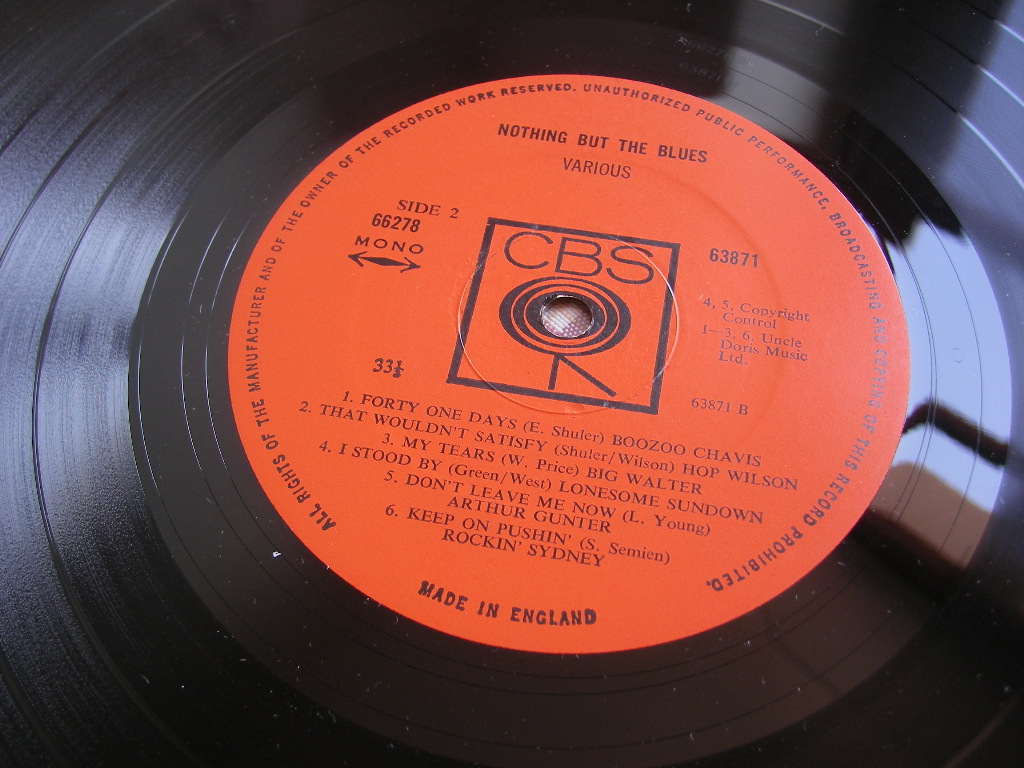 ALL RIGHTS OF THE MANUFACTURER AND OF THE OWNER OF THE RECORDED WORK RESERVED. UNAUTHORIZED PUBLIC PERFORMANCE, BROADCASTING AND COPYING OF THIS RECORD PROHIBITED.
NOTHING BUT THE BLUES
VARIOUS
SIDE 2
66278
MONO
CBS
63871
4, 5. Copyright
Control
1—3. 6. Uncle
Doris Music
Ltd.
33⅓
63871 B
1. FORTY ONE DAYS (E. Shuler) BOOZOO CHAVIS
2. THAT WOULDN'T SATISFY (Shuler/Wilson) HOP WILSON
3. MY TEARS (W. Price) BIG WALTER
4. I STOOD BY (Green/West) LONESOME SUNDOWN
5. DON'T LEAVE ME NOW (L. Young)
ARTHUR GUNTER
6. KEEP ON PUSHIN' (S. Semien)
ROCKIN' SYDNEY
MADE IN ENGLAND